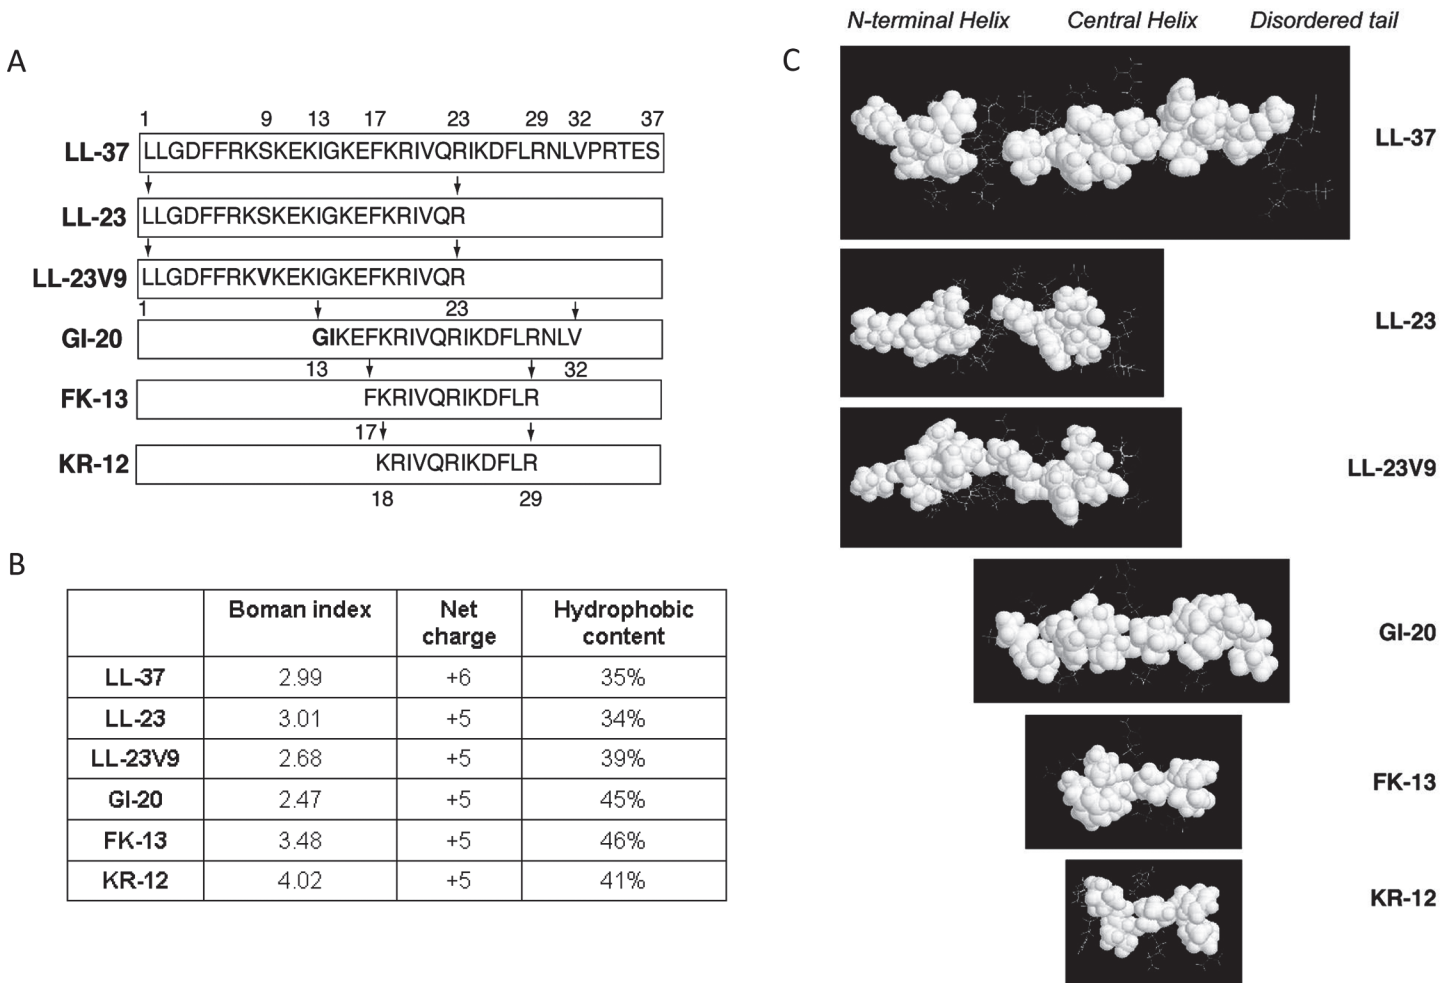 A
1 9 13 17 23 29 32 37
LL-37 LLGDFFRKSKEKIGKEFKRIVQRIKDFLRNLVPRTES
LL-23 LLGDFFRKSKEKIGKEFKRIVQR
LL-23V9 LLGDFFRKVKEKIGKEFKRIVQR
1 23
GI-20 GIKEFKRIVQRIKDFLRNLV
13 32
FK-13 FKRIVQRIKDFLR
17
KR-12 KRIVQRIKDFLR
18 29
B
Boman index Net charge Hydrophobic content
LL-37 2.99 +6 35%
LL-23 3.01 +5 34%
LL-23V9 2.68 +5 39%
GI-20 2.47 +5 45%
FK-13 3.48 +5 46%
KR-12 4.02 +5 41%
C
N-terminal Helix Central Helix Disordered tail
LL-37
LL-23
LL-23V9
GI-20
FK-13
KR-12